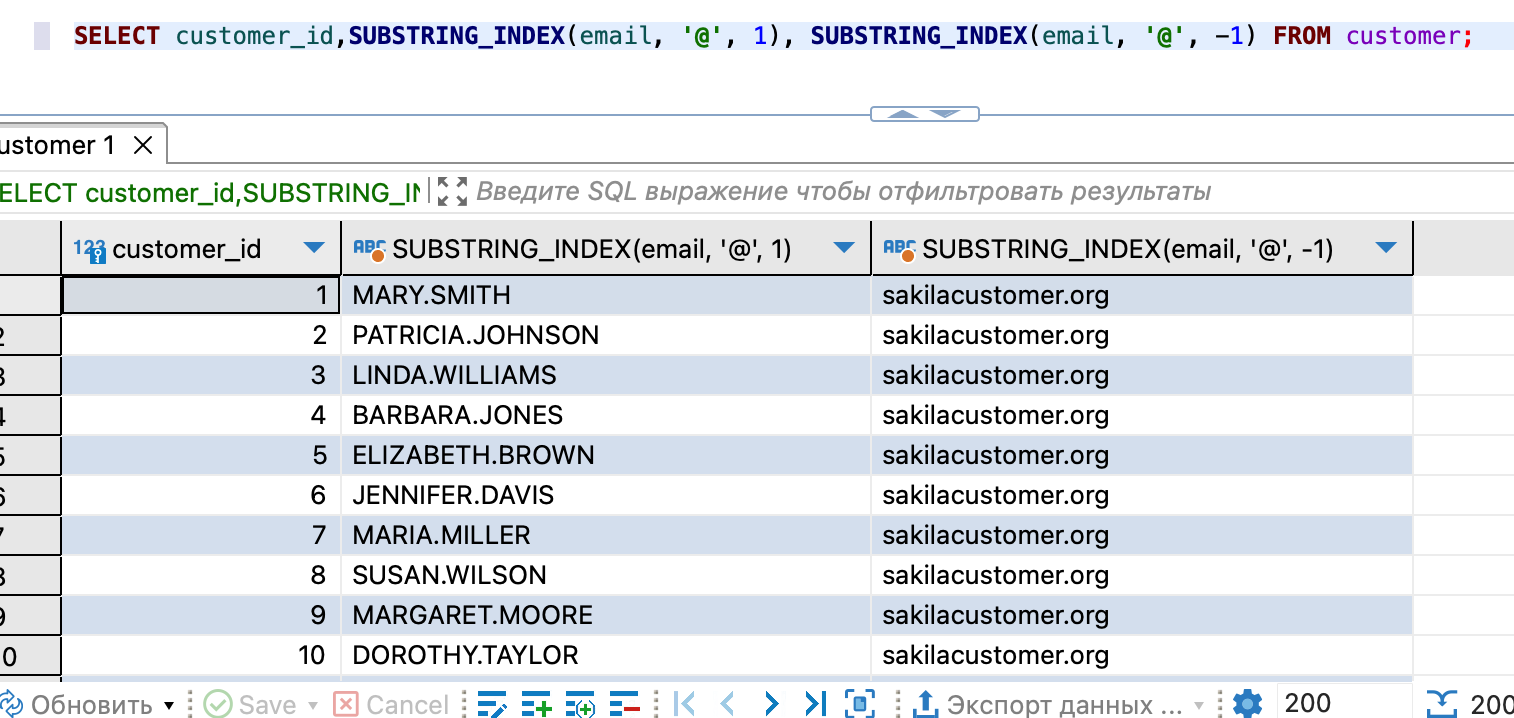 SELECT customer_id,SUBSTRING_INDEX(email, '@', 1), SUBSTRING_INDEX(email, '@', -1) FROM customer;
ustomer 1
ELECT customer_id,SUBSTRING_IN Введите SQL выражение чтобы отфильтровать результаты
123 customer_id ABC SUBSTRING_INDEX(email, '@', 1) ABC SUBSTRING_INDEX(email, '@', -1)
1 MARY.SMITH sakilacustomer.org
2 2 PATRICIA.JOHNSON sakilacustomer.org
3 3 LINDA.WILLIAMS sakilacustomer.org
4 4 BARBARA.JONES sakilacustomer.org
5 5 ELIZABETH.BROWN sakilacustomer.org
6 6 JENNIFER.DAVIS sakilacustomer.org
7 7 MARIA.MILLER sakilacustomer.org
8 8 SUSAN.WILSON sakilacustomer.org
9 9 MARGARET.MOORE sakilacustomer.org
0 10 DOROTHY.TAYLOR sakilacustomer.org
Обновить Save Cancel Экспорт данных ... 200 200